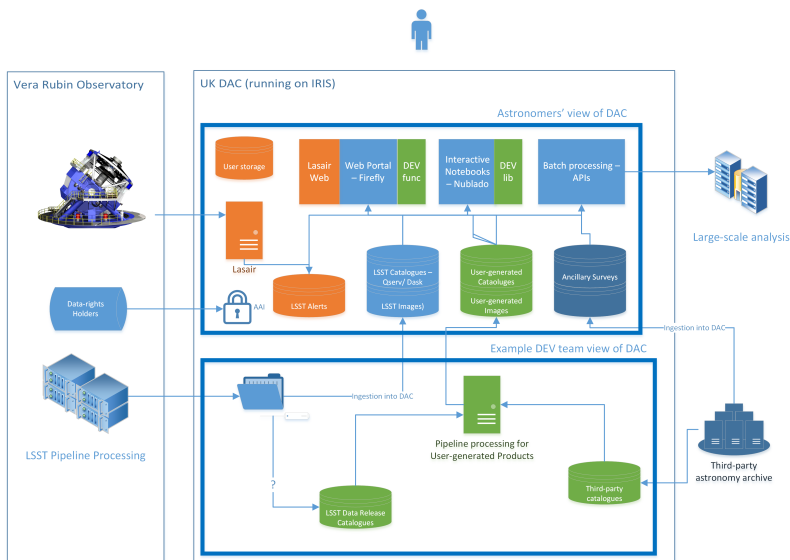 Vera Rubin Observatory
UK DAC (running on IRIS)
Astronomers' view of DAC
User storage
Lasair
Web
Web Portal
– Firefly
DEV
func
Interactive
Notebooks
– Nublado
DEV
lib
Batch processing –
APIs
Large-scale analysis
Lasair
LSST Alerts
LSST Catalogues –
Qserv/ Dask
LSST Images)
User-generated
Cataloluges
User-generated
Images
Ancillary Surveys
Data-rights
Holders
AAI
Ingestion into DAC
Example DEV team view of DAC
Ingestion into DAC
LSST Pipeline Processing
Pipeline processing for
User-generated Products
?
LSST Data Release
Catalogues
Third-party
catalogues
Third-party
astronomy archive